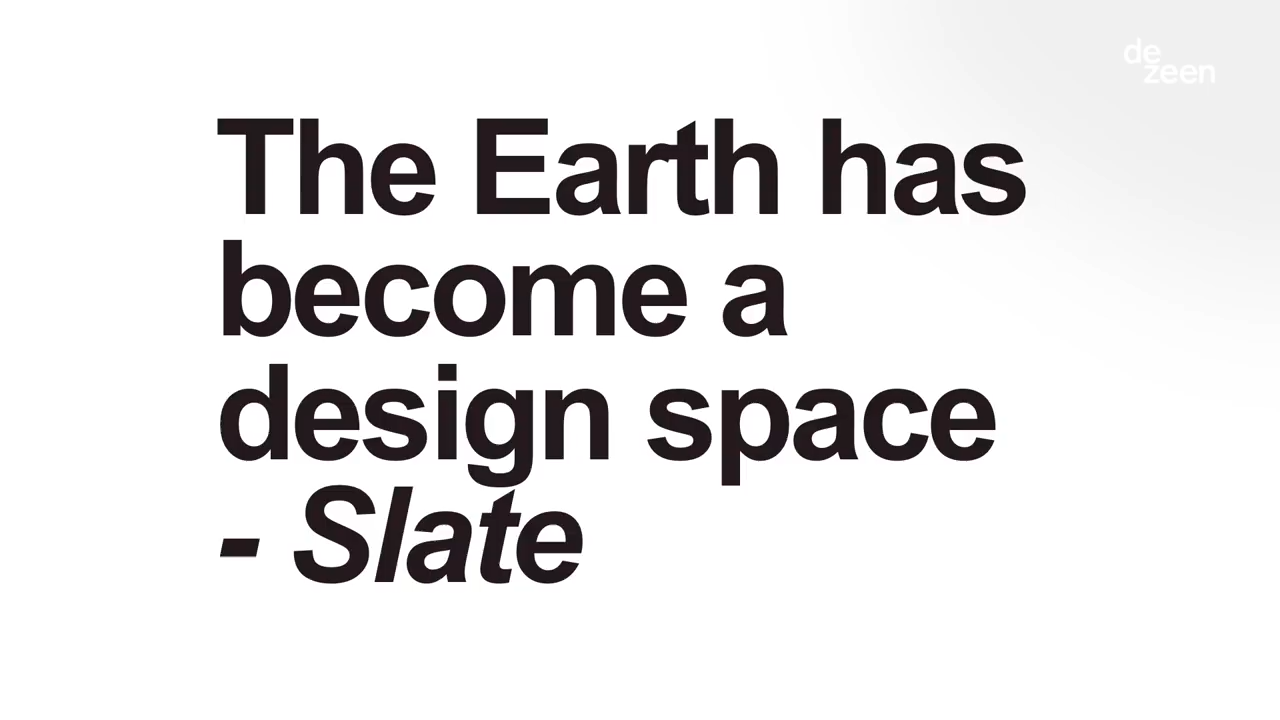 The Earth has
become a
design space
- Slate
de
zeen